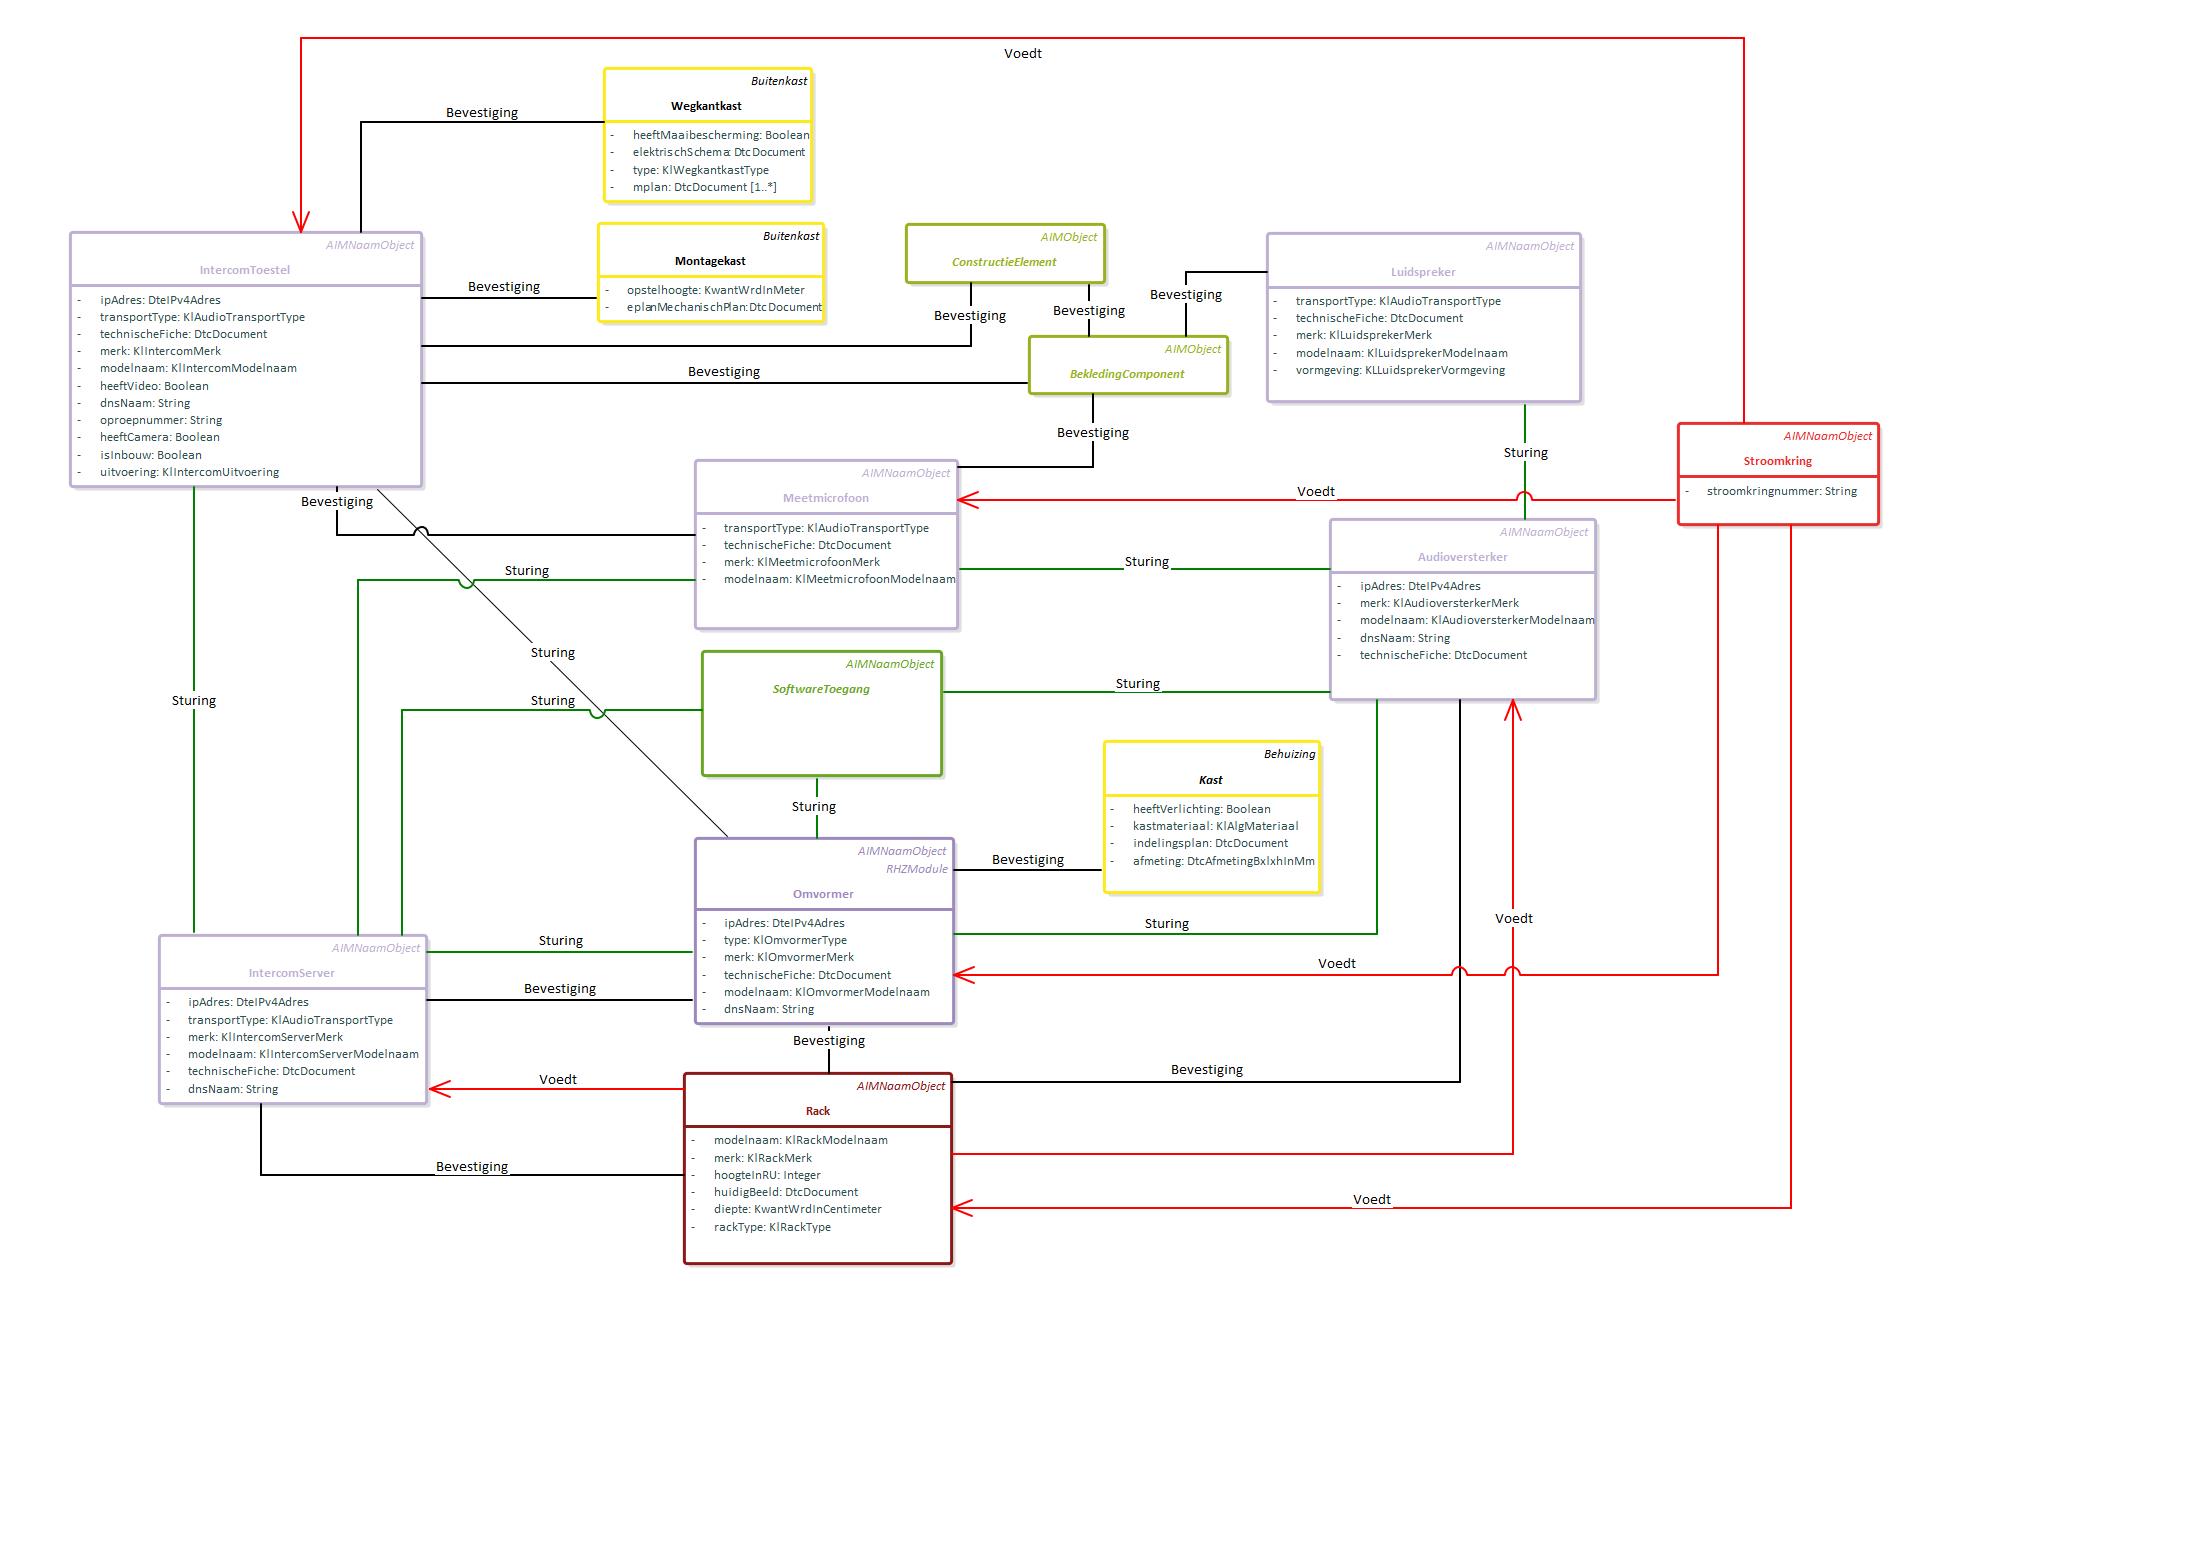 Voedt
Buitenkast
Wegkantkast
- heeftMaaibescherming: Boolean
- elektrischSchema: DtcDocument
- type: KlWegkantkastType
- mplan: DtcDocument [1..*]
Bevestiging
Buitenkast
Montagekast
- opstelhoogte: KwantWrdInMeter
- eplanMechanischPlan: DtcDocument
Bevestiging
AIMNaamObject
IntercomToestel
- ipAdres: DteIPv4Adres
- transportType: KlAudioTransportType
- technischeFiche: DtcDocument
- merk: KlIntercomMerk
- modelnaam: KlIntercomModelnaam
- heeftVideo: Boolean
- dnsNaam: String
- oproepnummer: String
- heeftCamera: Boolean
- isInbouw: Boolean
- uitvoering: KlIntercomUitvoering
AIMObject
ConstructieElement
Bevestiging
Bevestiging
Bevestiging
AIMObject
BekledingComponent
Bevestiging
Bevestiging
AIMNaamObject
Luidspreker
- transportType: KlAudioTransportType
- technischeFiche: DtcDocument
- merk: KlLuidsprekerMerk
- modelnaam: KLLuidsprekerModelnaam
- vormgeving: KLLuidsprekerVormgeving
Sturing
AIMNaamObject
Stroomkring
- stroomkringnummer: String
Voedt
Bevestiging
AIMNaamObject
Meetmicrofoon
- transportType: KlAudioTransportType
- technischeFiche: DtcDocument
- merk: KlMeetmicrofoonMerk
- modelnaam: KlMeetmicrofoonModelnaam
Sturing
Sturing
AIMNaamObject
Audioversterker
- ipAdres: DteIPv4Adres
- merk: KlAudioversterkerMerk
- modelnaam: KlAudioversterkerModelnaam
- dnsNaam: String
- technischeFiche: DtcDocument
Sturing
Sturing
Sturing
AIMNaamObject
SoftwareToegang
Sturing
Sturing
Behuizing
Kast
- heeftVerlichting: Boolean
- kastmateriaal: KlAlgMateriaal
- indelingsplan: DtcDocument
- afmeting: DtcAfmetingBxlxhInMm
Bevestiging
AIMNaamObject
RHZModule
Omvormer
- ipAdres: DteIPv4Adres
- type: KlOmvormerType
- merk: KlOmvormerMerk
- technischeFiche: DtcDocument
- modelnaam: KlOmvormerModelnaam
- dnsNaam: String
Sturing
Voedt
Voedt
Sturing
Bevestiging
AIMNaamObject
IntercomServer
- ipAdres: DteIPv4Adres
- transportType: KlAudioTransportType
- merk: KlIntercomServerMerk
- modelnaam: KlIntercomServerModelnaam
- technischeFiche: DtcDocument
- dnsNaam: String
Bevestiging
Voedt
Bevestiging
Bevestiging
AIMNaamObject
Rack
- modelnaam: KlRackModelnaam
- merk: KlRackMerk
- hoogteInRU: Integer
- huidigBeeld: DtcDocument
- diepte: KwantWrdInCentimeter
- rackType: KlRackType
Voedt